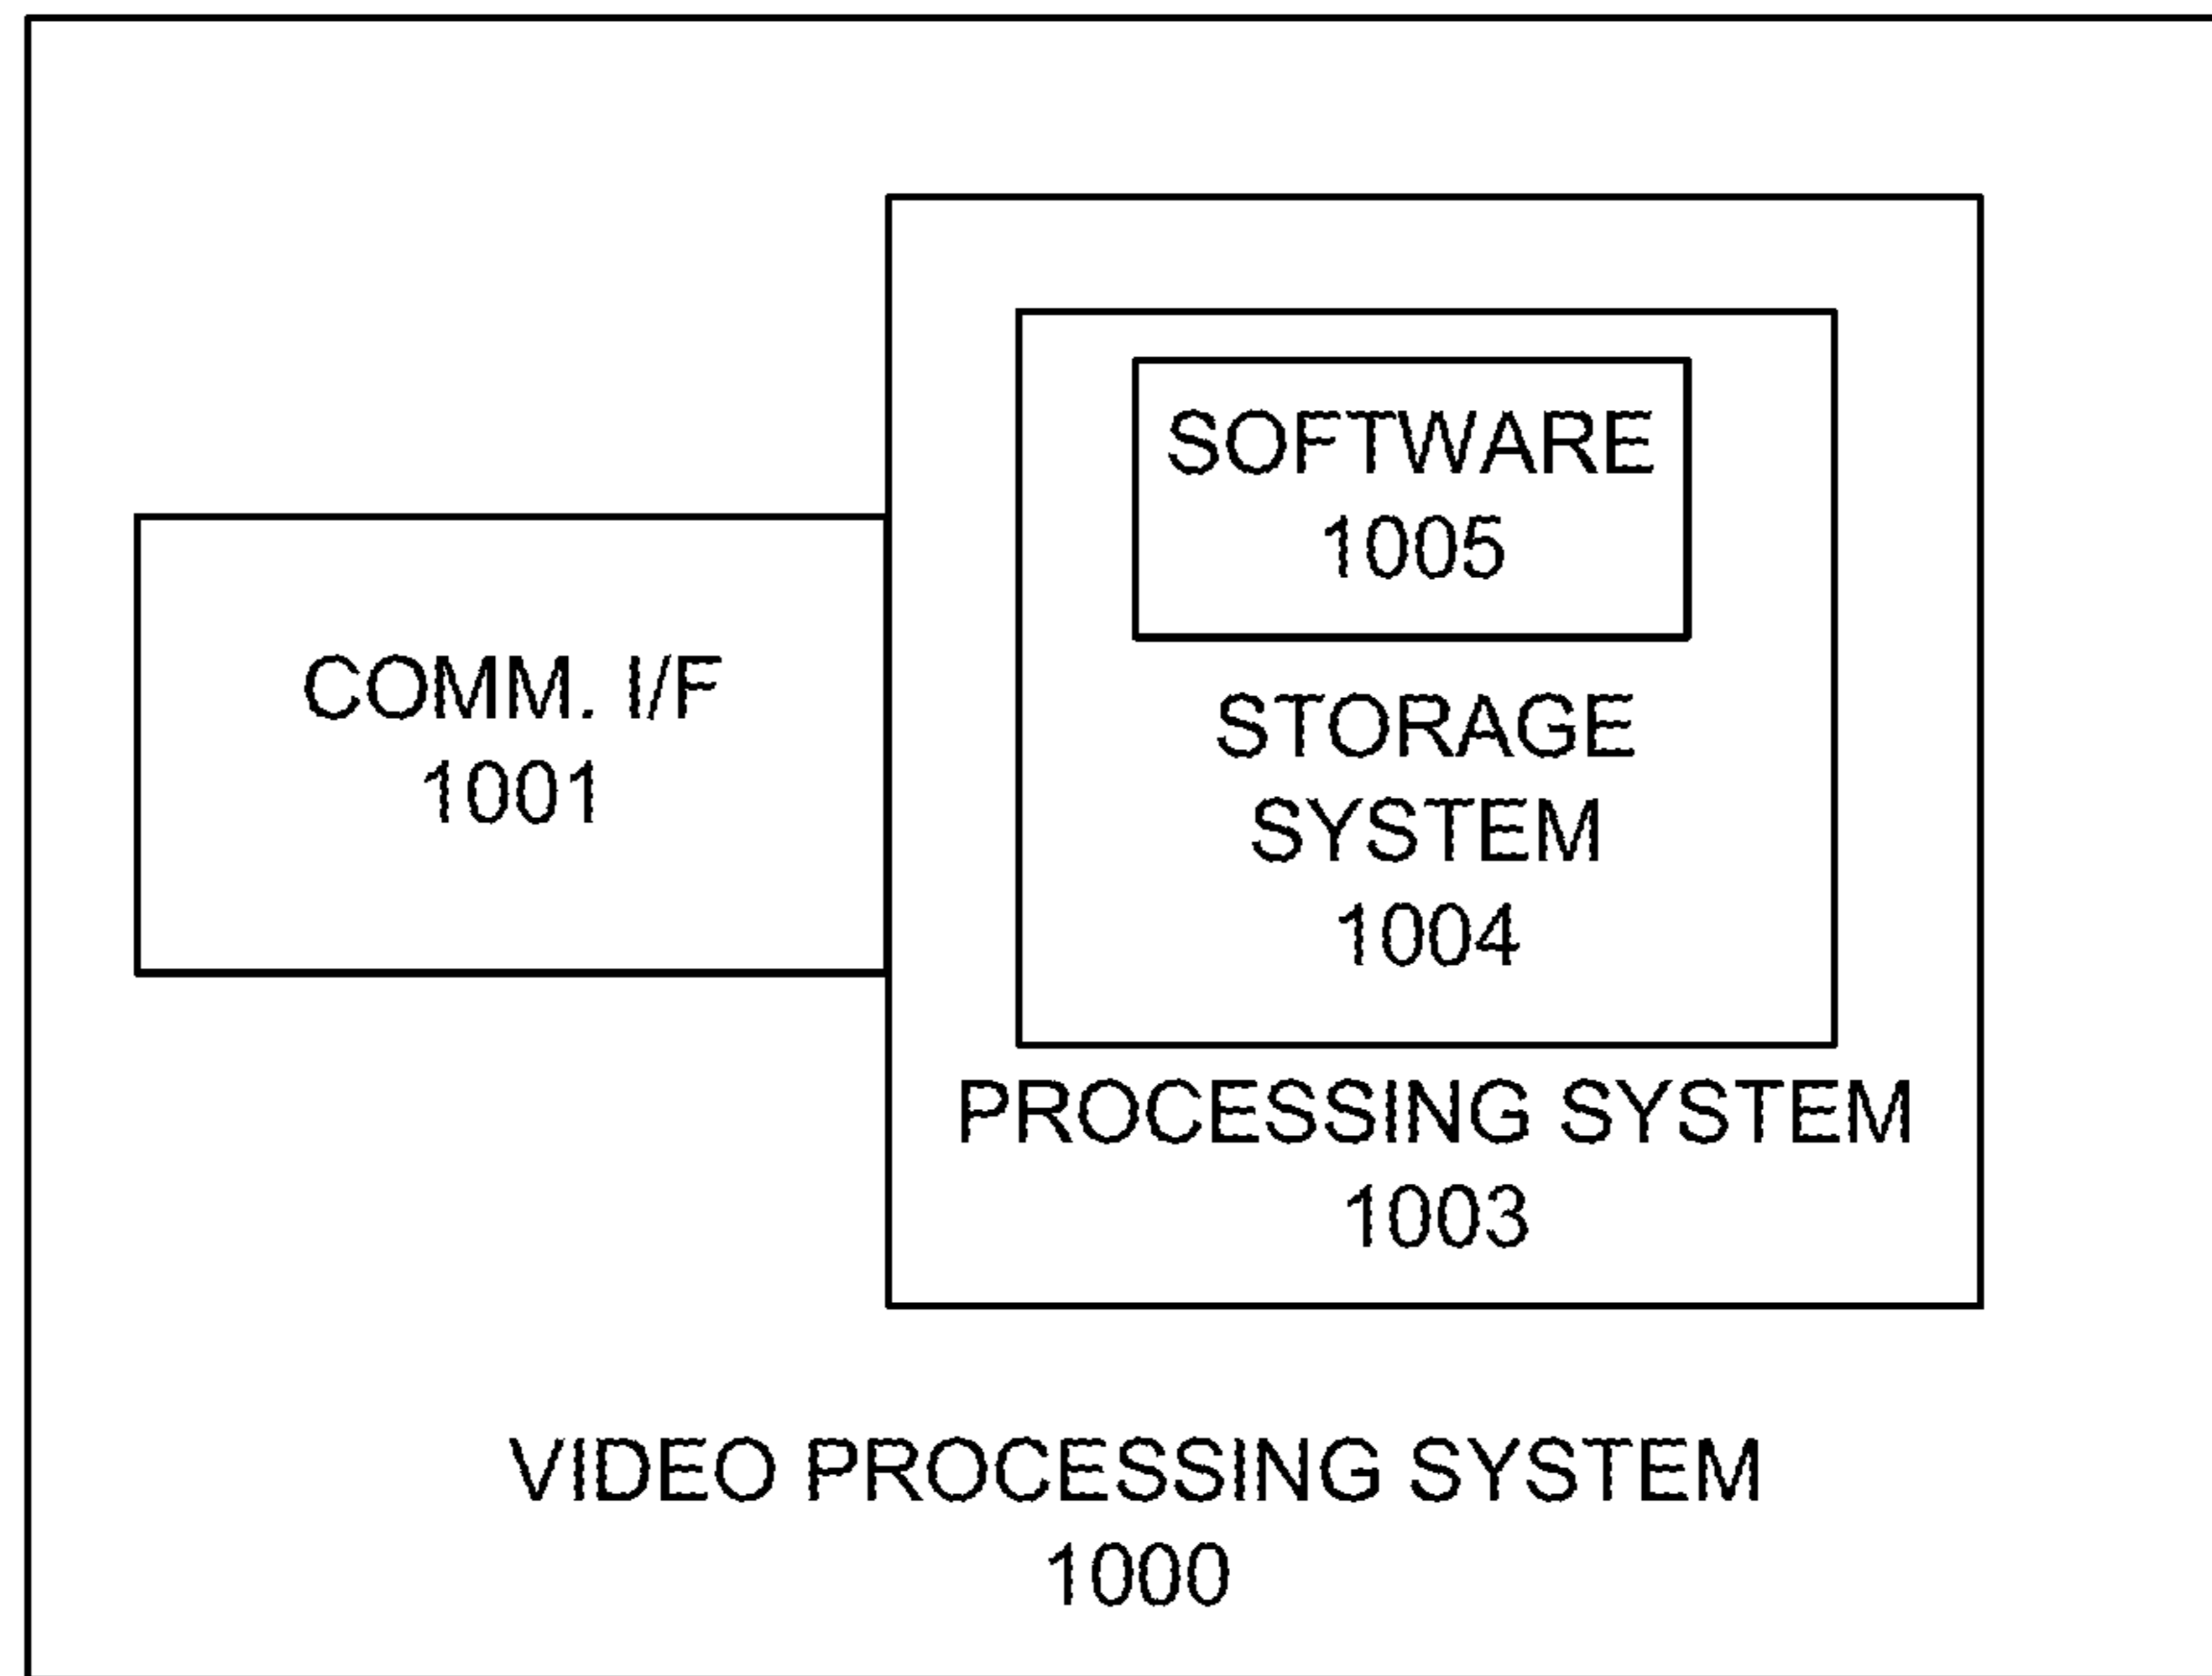 SOFTWARE
1005
COMM. I/F
1001
STORAGE
SYSTEM
1004
PROCESSING SYSTEM
1003
VIDEO PROCESSING SYSTEM
1000